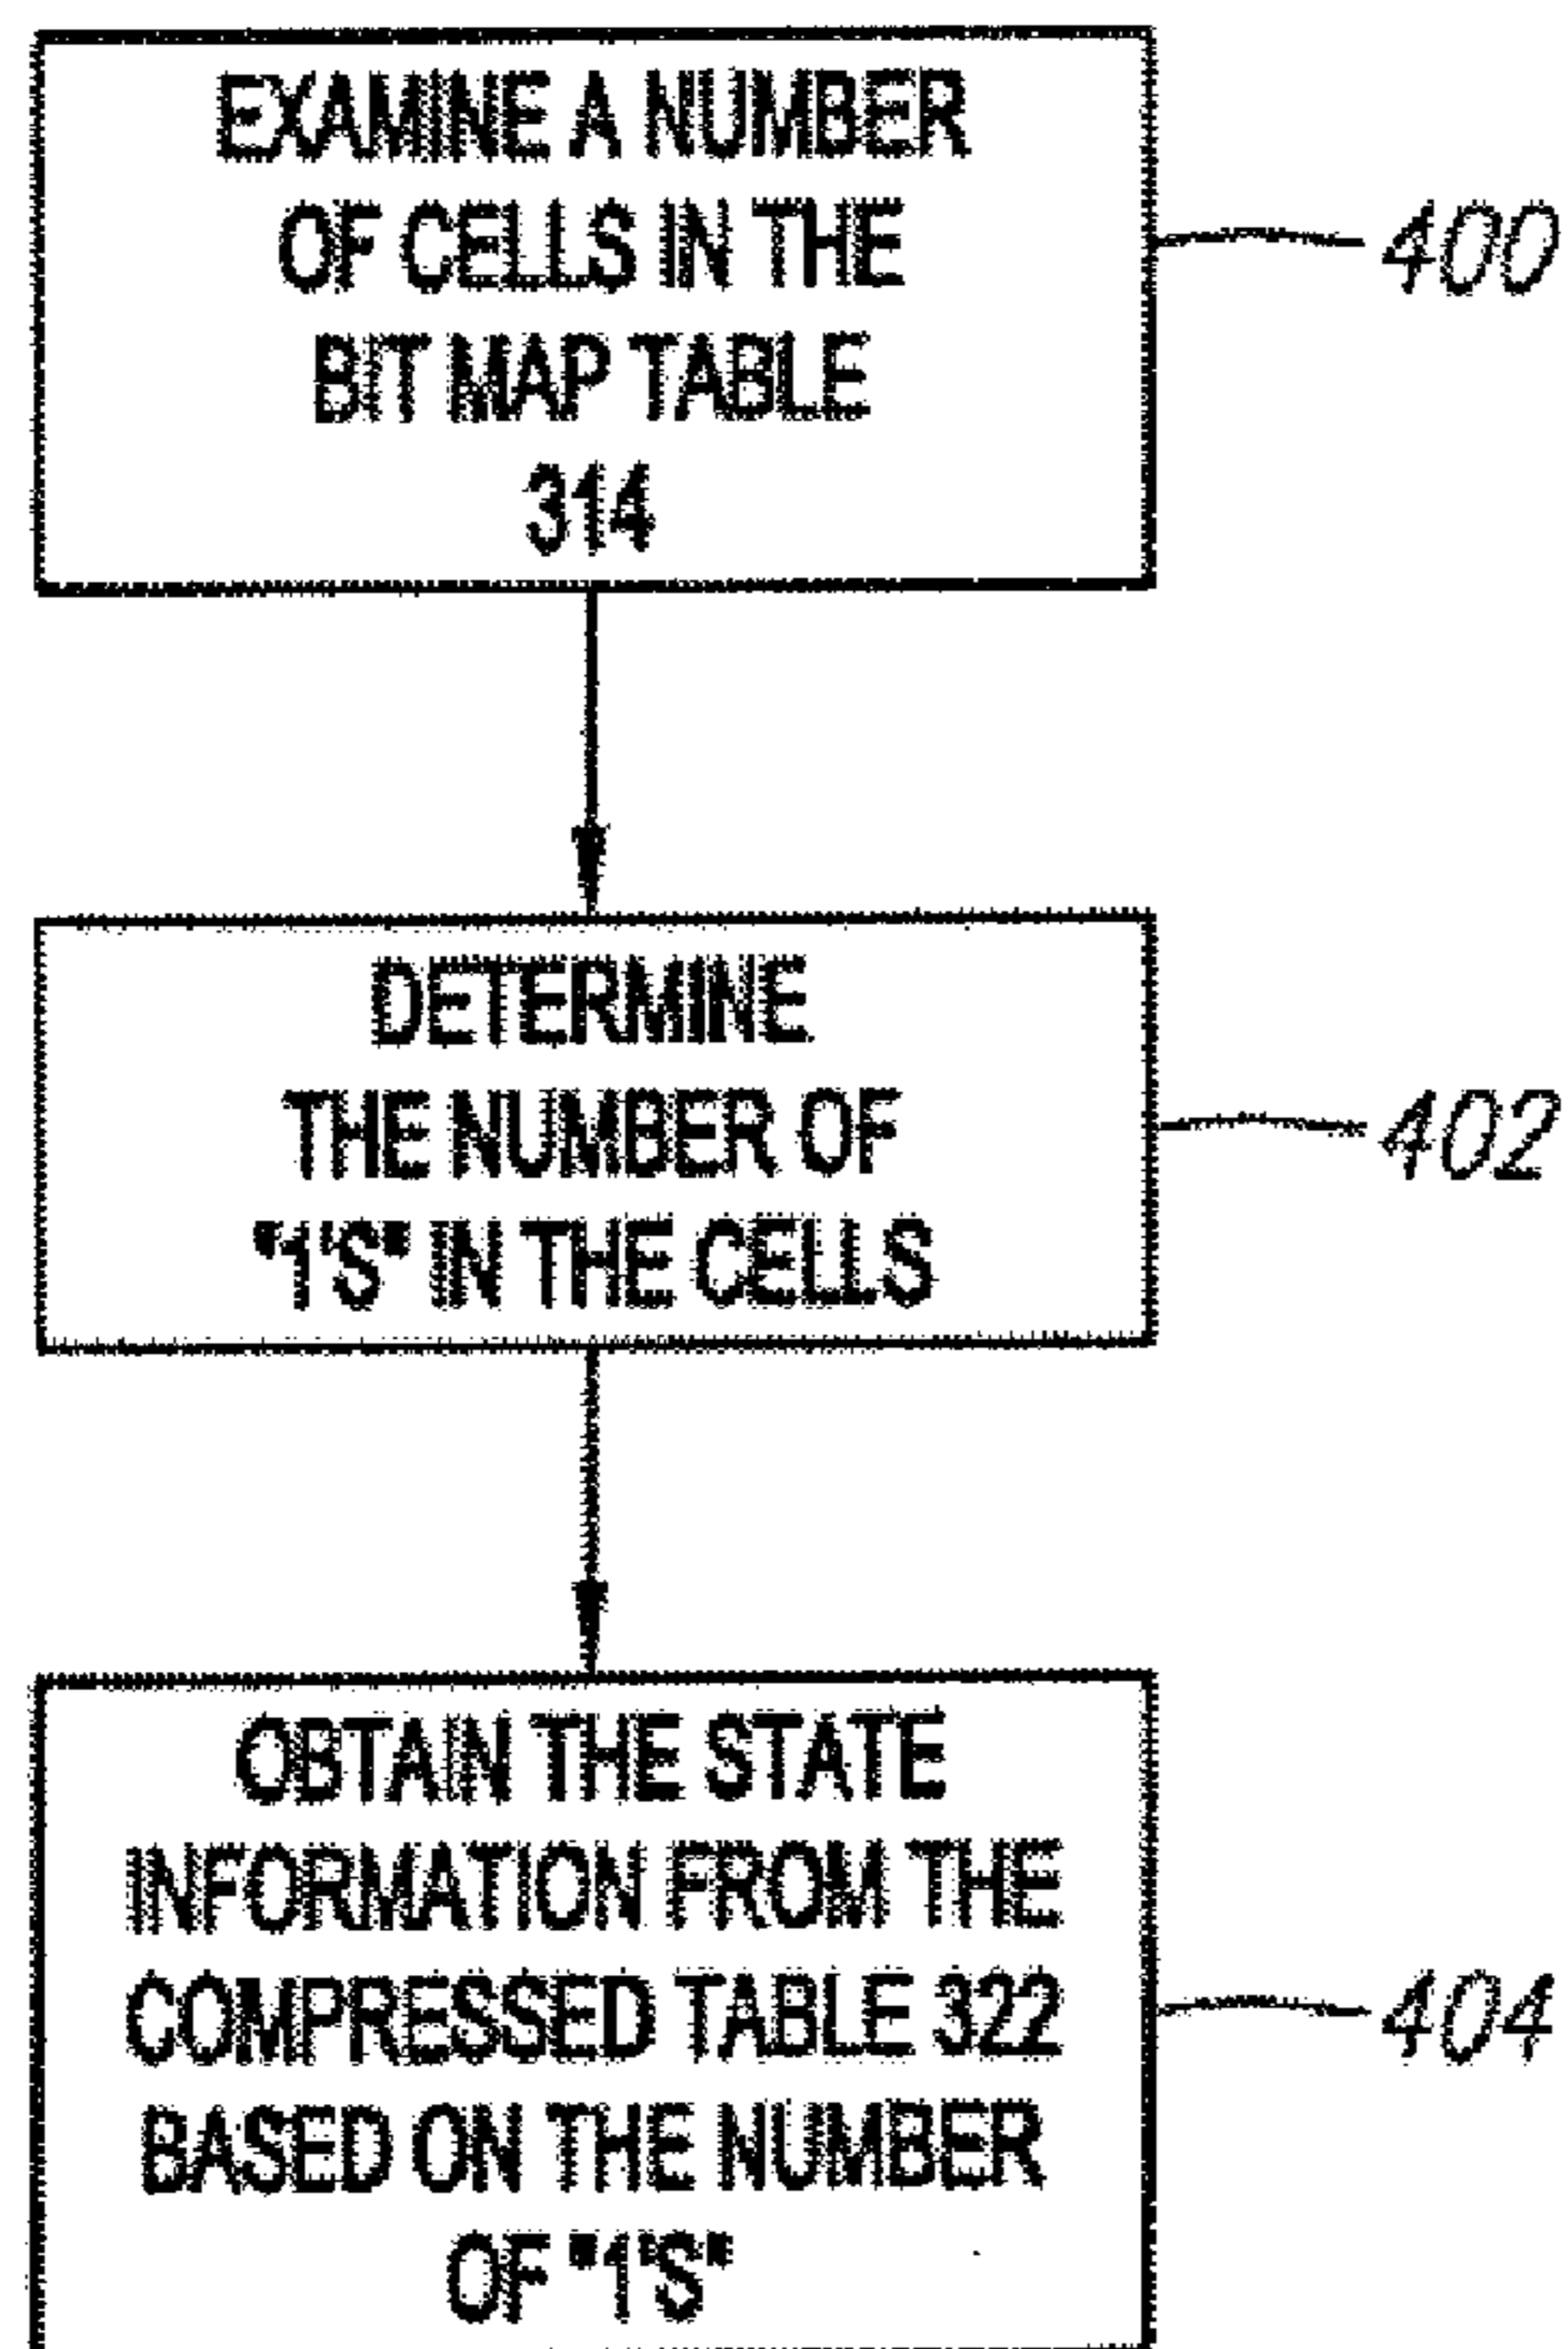 EXAMINE A NUMBER
OF CELLS IN THE
BIT MAP TABLE
314
400
DETERMINE
THE NUMBER OF
"1'S" IN THE CELLS
402
OBTAIN THE STATE
INFORMATION FROM THE
COMPRESSED TABLE 322
BASED ON THE NUMBER
OF "1'S"
404